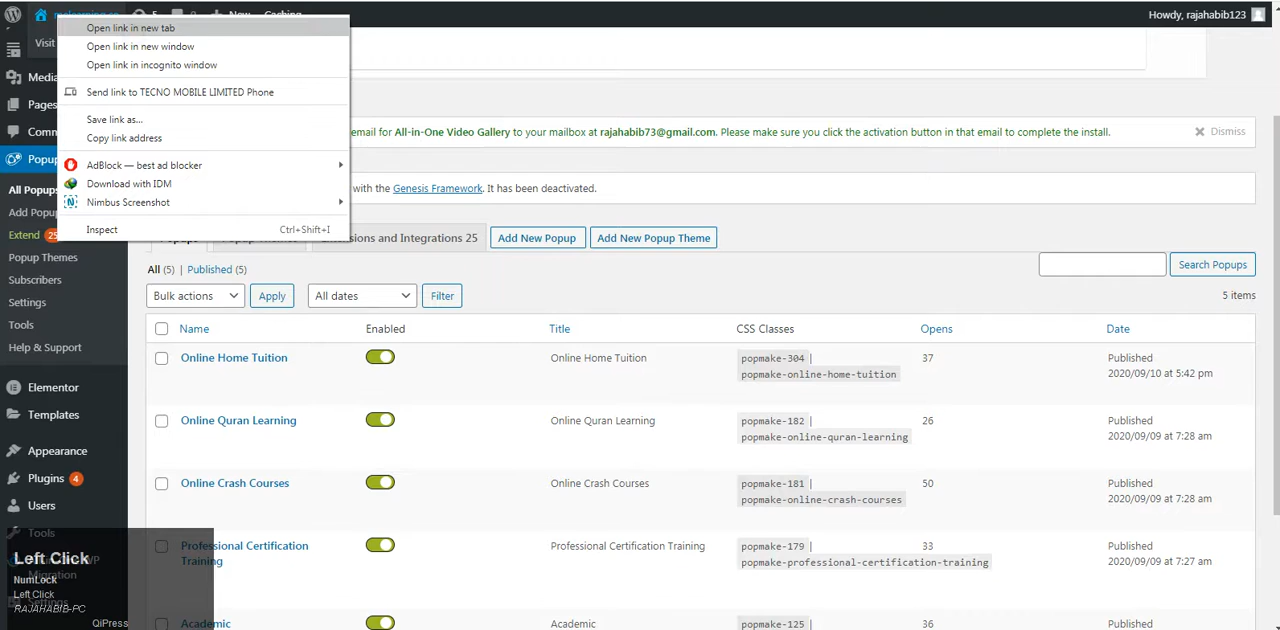 5
New
Caching
Howdy, rajahabib123
Visit
Open link in new tab
Open link in new window
Open link in incognito window
Send link to TECNO MOBILE LIMITED Phone
Save link as...
Copy link address
AdBlock — best ad blocker
Download with IDM
Nimbus Screenshot
Inspect Ctrl+Shift+I
Media
Pages
Comm
Popup
All Popups
Add Popup
Extend 25
Popup Themes
Subscribers
Settings
Tools
Help & Support
Elementor
Templates
Appearance
Plugins 4
Users
Tools
Migration
Settings
email for All-in-One Video Gallery to your mailbox at rajahabib73@gmail.com. Please make sure you click the activation button in that email to complete the install.
Dismiss
with the Genesis Framework. It has been deactivated.
Extensions and Integrations 25
Add New Popup
Add New Popup Theme
All (5) | Published (5)
Search Popups
Bulk actions
Apply
All dates
Filter
5 items
Name Enabled Title CSS Classes Opens Date
Online Home Tuition Online Home Tuition popmake-304 | 37 Published
popmake-online-home-tuition 2020/09/10 at 5:42 pm
Online Quran Learning Online Quran Learning popmake-182 | 26 Published
popmake-online-quran-learning 2020/09/09 at 7:28 am
Online Crash Courses Online Crash Courses popmake-181 | 50 Published
popmake-online-crash-courses 2020/09/09 at 7:28 am
Professional Certification Professional Certification Training popmake-179 | 33 Published
Training popmake-professional-certification-training 2020/09/09 at 7:27 am
Academic Academic popmake-125 | 36 Published
Left Click
NumLock
Left Click
RAJAHABIB-PC
QiPress